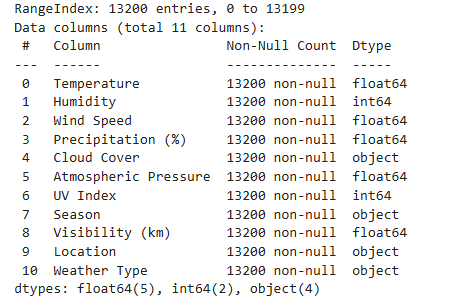 RangeIndex: 13200 entries, 0 to 13199
Data columns (total 11 columns):
 #   Column                Non-Null Count  Dtype
---  ------                --------------  -----
 0   Temperature           13200 non-null  float64
 1   Humidity              13200 non-null  int64
 2   Wind Speed            13200 non-null  float64
 3   Precipitation (%)     13200 non-null  float64
 4   Cloud Cover           13200 non-null  object
 5   Atmospheric Pressure  13200 non-null  float64
 6   UV Index              13200 non-null  int64
 7   Season                13200 non-null  object
 8   Visibility (km)       13200 non-null  float64
 9   Location              13200 non-null  object
 10  Weather Type          13200 non-null  object
dtypes: float64(5), int64(2), object(4)